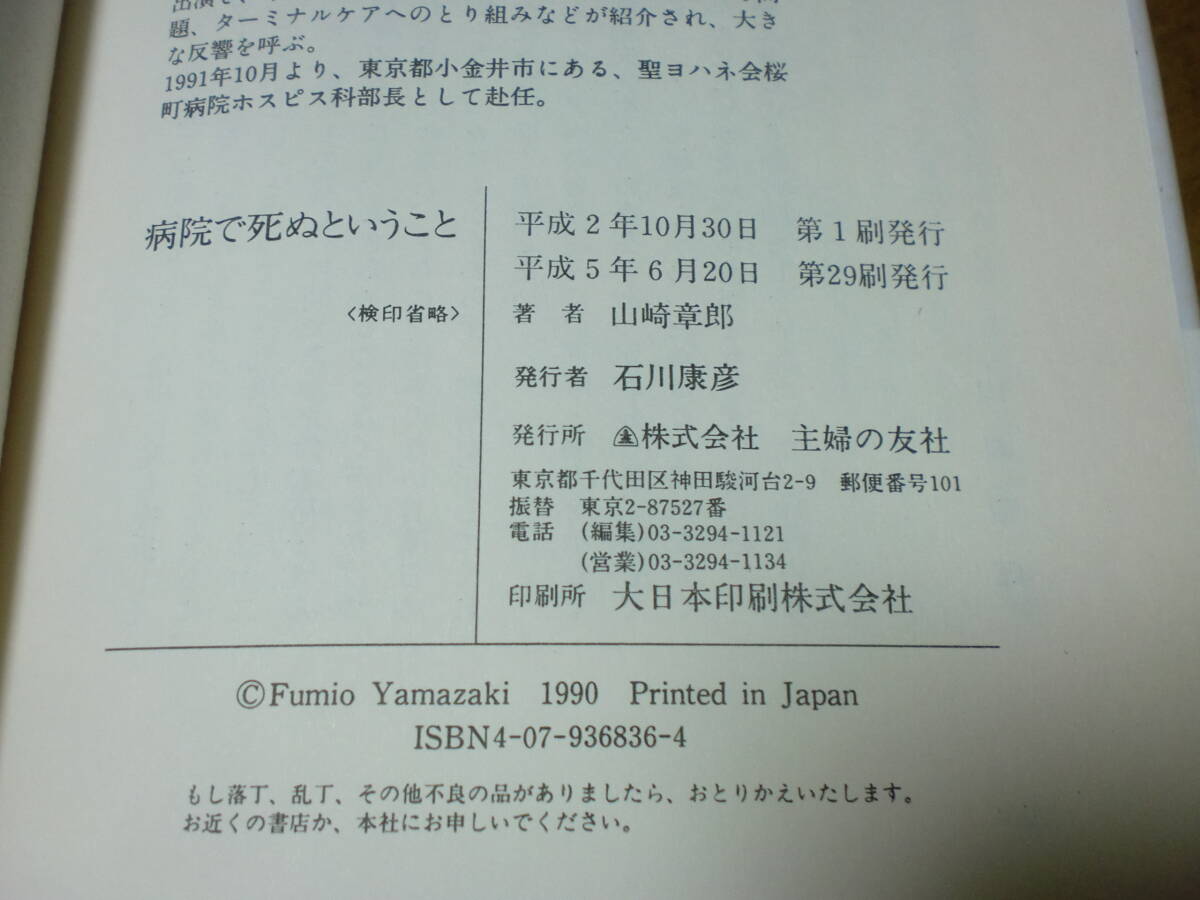 題、ターミナルケアへのとり組みなどが紹介され、大き
な反響を呼ぶ。
1991年10月より、東京都小金井市にある、聖ヨハネ会桜
町病院ホスピス科部長として赴任。
病院で死ぬということ
〈検印省略〉
平成2年10月30日 第1刷発行
平成5年6月20日 第29刷発行
著者 山崎章郎
発行者 石川康彦
発行所 株式会社 主婦の友社
東京都千代田区神田駿河台2-9 郵便番号101
振替 東京2-87527番
電話 (編集)03-3294-1121
(営業)03-3294-1134
印刷所 大日本印刷株式会社
©Fumio Yamazaki 1990 Printed in Japan
ISBN4-07-936836-4
もし落丁、乱丁、その他不良の品がありましたら、おとりかえいたします。
お近くの書店か、本社にお申しいでください。